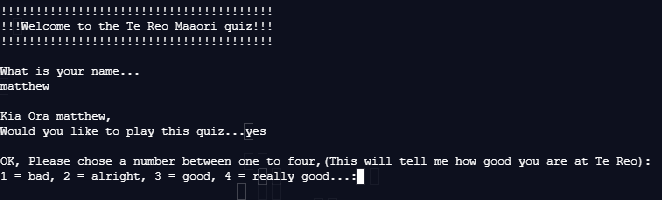 !!!!!!!!!!!!!!!!!!!!!!!!!!!!!!!!!!!!!!!
!!!Welcome to the Te Reo Maaori quiz!!!
!!!!!!!!!!!!!!!!!!!!!!!!!!!!!!!!!!!!!!!
What is your name...
matthew
Kia Ora matthew,
Would you like to play this quiz...yes
OK, Please chose a number between one to four,(This will tell me how good you are at Te Reo):
1 = bad, 2 = alright, 3 = good, 4 = really good...: